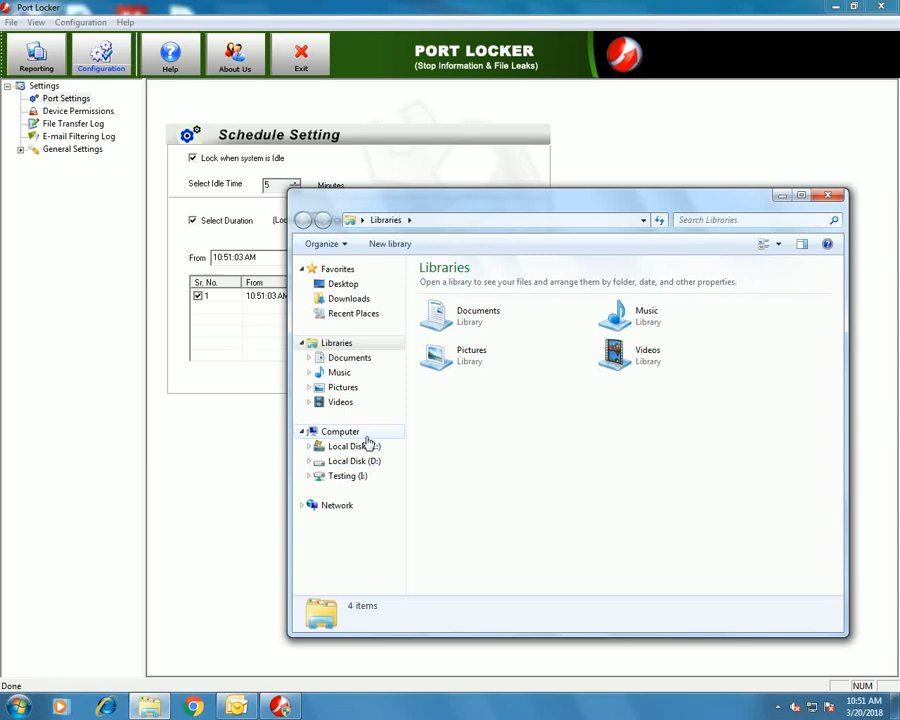 Port Locker
File View Configuration Help
Reporting Configuration Help About Us Exit
PORT LOCKER
(Stop Information & File Leaks)
Settings
Port Settings
Device Permissions
File Transfer Log
E-mail Filtering Log
General Settings
Schedule Setting
Lock when system is Idle
Select Idle Time 5 Minutes
Select Duration (Loc
From 10:51:03 AM
Sr. No. From
1 10:51:03 AM
Libraries
Search Libraries
Organize New library
Favorites
Desktop
Downloads
Recent Places
Libraries
Documents
Music
Pictures
Videos
Computer
Local Disk :)
Local Disk (D:)
Testing (I:)
Network
Libraries
Open a library to see your files and arrange them by folder, date, and other properties.
Documents
Library
Music
Library
Pictures
Library
Videos
Library
4 items
Done
NUM
10:51 AM
3/20/2018